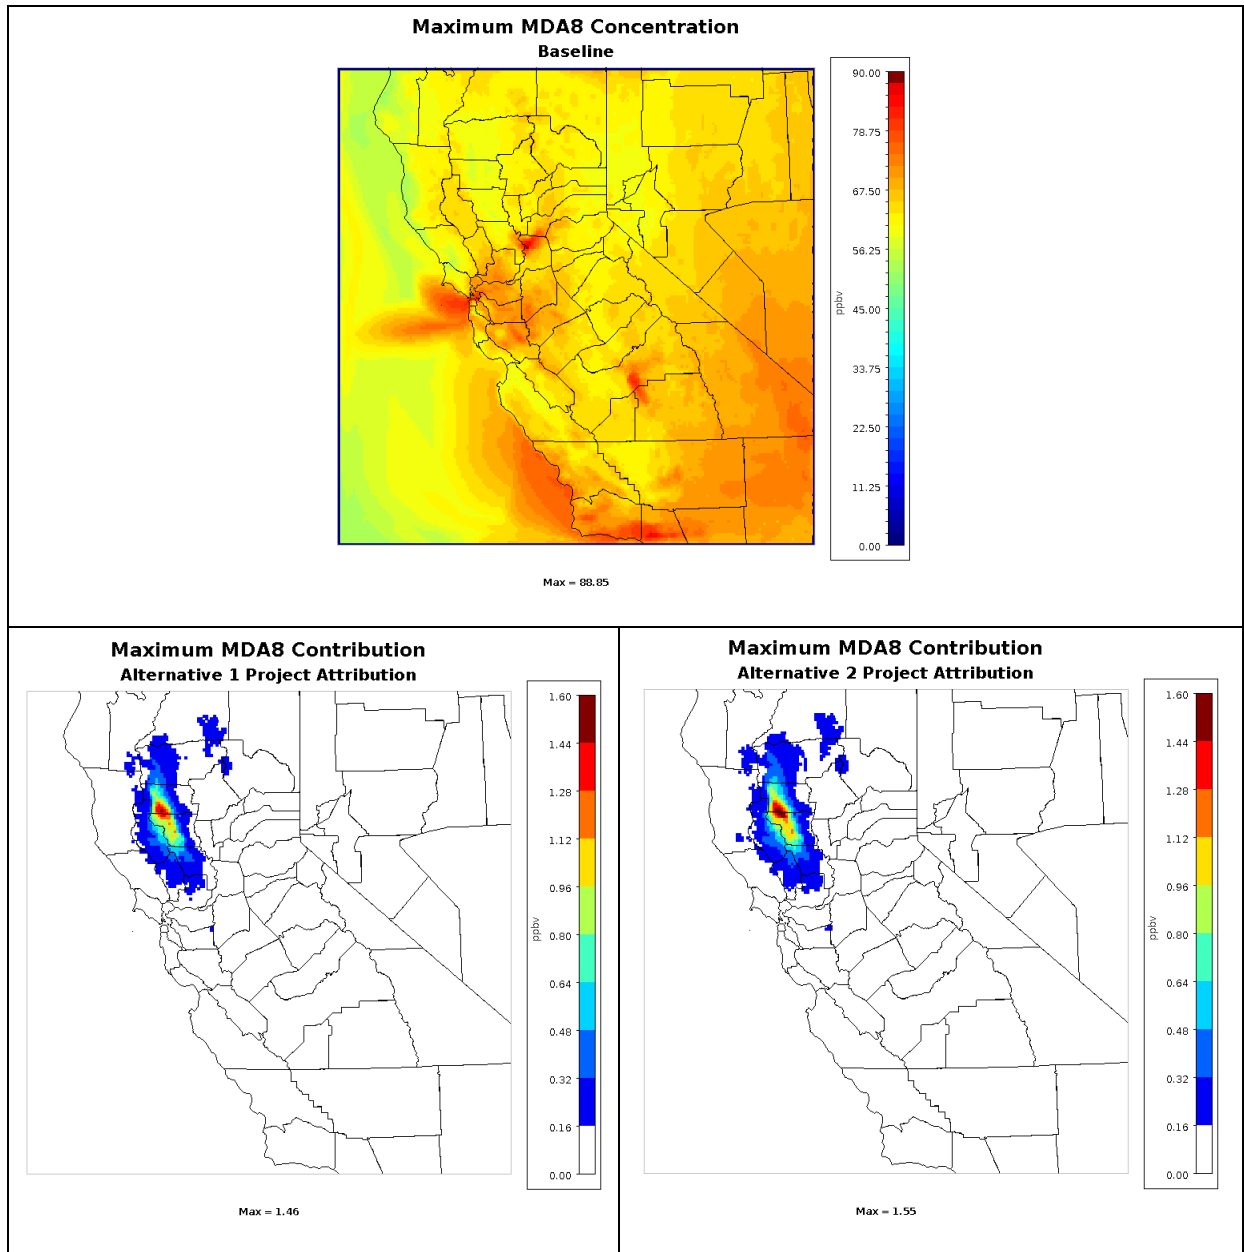 Maximum MDA8 Concentration
Baseline
90.00
78.75
67.50
56.25
45.00
33.75
22.50
11.25
0.00
ppbv
Max = 88.85
Maximum MDA8 Contribution
Alternative 1 Project Attribution
1.60
1.44
1.28
1.12
0.96
0.80
0.64
0.48
0.32
0.16
0.00
ppbv
Max = 1.46
Maximum MDA8 Contribution
Alternative 2 Project Attribution
1.60
1.44
1.28
1.12
0.96
0.80
0.64
0.48
0.32
0.16
0.00
ppbv
Max = 1.55